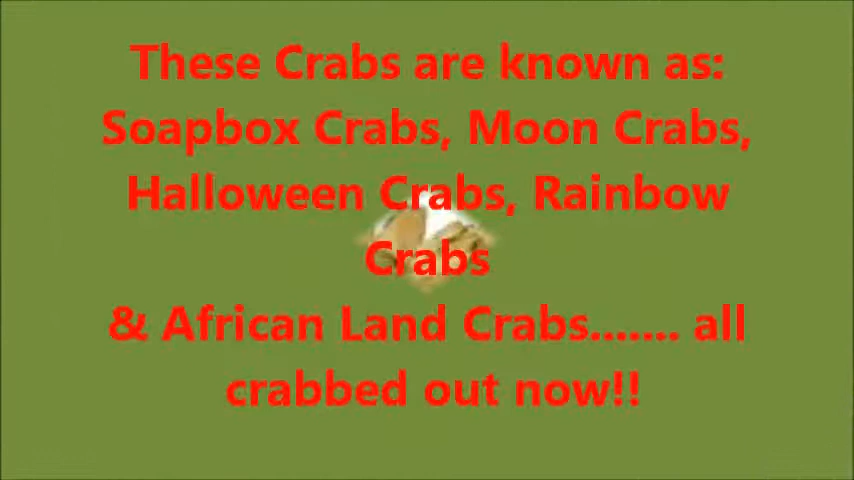 These Crabs are known as:
Soapbox Crabs, Moon Crabs,
Halloween Crabs, Rainbow
Crabs
& African Land Crabs....... all
crabbed out now!!